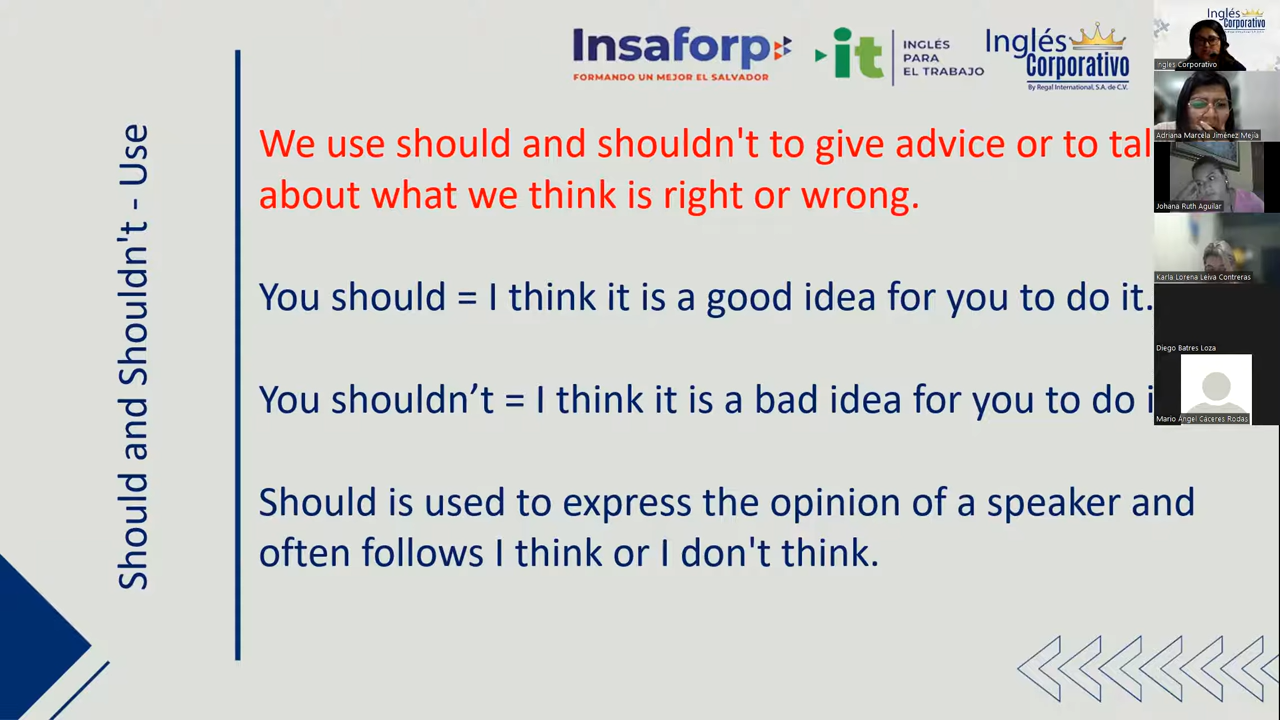 Insaforp
FORMANDO UN MEJOR EL SALVADOR
it
INGLÉS
PARA
EL TRABAJO
Inglés
Corporativo
By Regal International, S.A. de C.V.
Inglés
Corporativo
Ingles Corporativo
Adriana Marcela Jiménez Mejía
Johana Ruth Aguilar
Karla Lorena Leiva Contreras
Diego Batres Loza
Mario Ángel Cáceres Rodas
Should and Shouldn't - Use
We use should and shouldn't to give advice or to tal
about what we think is right or wrong.
You should = I think it is a good idea for you to do it.
You shouldn’t = I think it is a bad idea for you to do i
Should is used to express the opinion of a speaker and
often follows I think or I don't think.